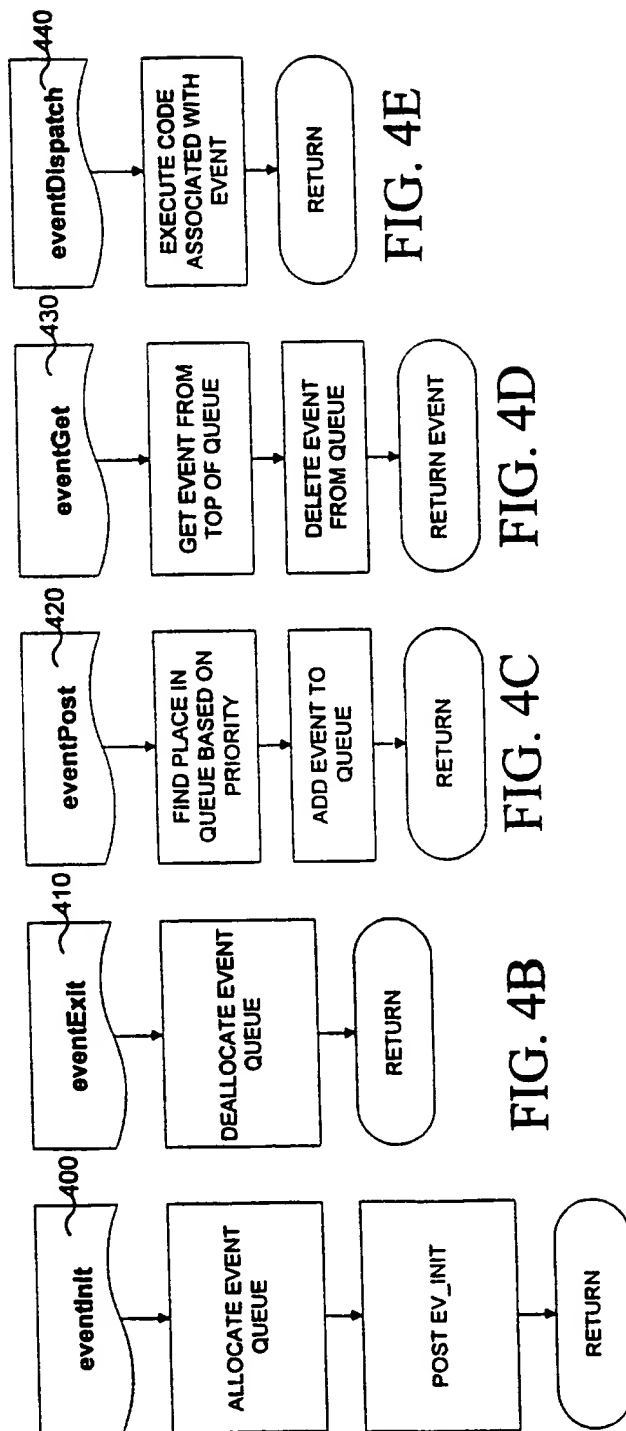 eventInit
400
ALLOCATE EVENT
QUEUE
POST EV_INIT
RETURN
eventExit
410
DEALLOCATE EVENT
QUEUE
RETURN
FIG. 4B
eventPost
420
FIND PLACE IN
QUEUE BASED ON
PRIORITY
ADD EVENT TO
QUEUE
RETURN
FIG. 4C
eventGet
430
GET EVENT FROM
TOP OF QUEUE
DELETE EVENT
FROM QUEUE
RETURN EVENT
FIG. 4D
eventDispatch
440
EXECUTE CODE
ASSOCIATED WITH
EVENT
RETURN
FIG. 4E